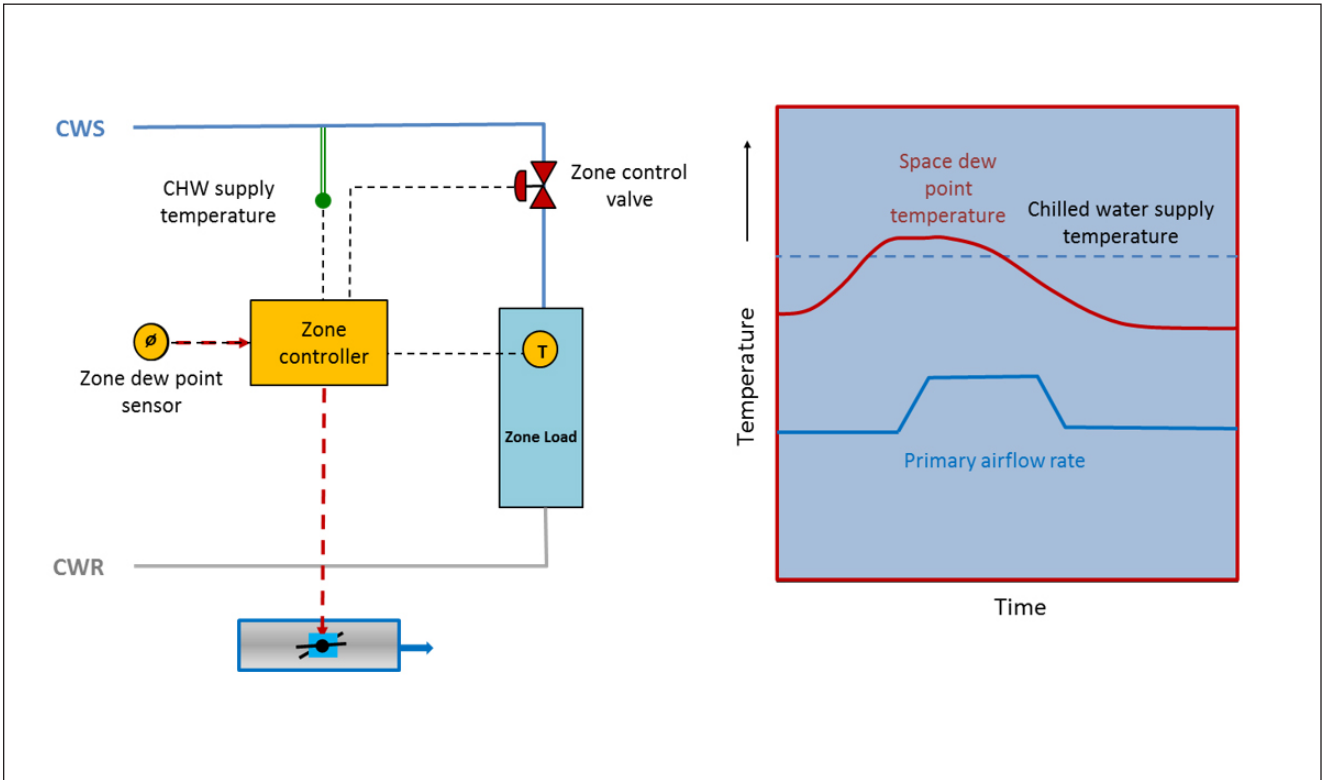 CWS
CHW supply
temperature
Zone control
valve
Zone
controller
ø
Zone dew point
sensor
T
Zone Load
CWR
Space dew
point
temperature
Chilled water supply
temperature
Temperature
Primary airflow rate
Time